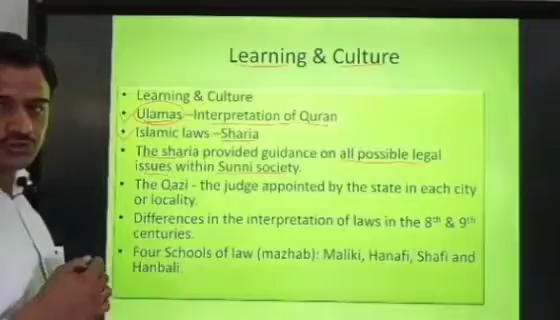 Learning & Culture
• Learning & Culture
• Ulamas –Interpretation of Quran
• Islamic laws –Sharia
• The sharia provided guidance on all possible legal
issues within Sunni society.
• The Qazi - the judge appointed by the state in each city
or locality.
• Differences in the interpretation of laws in the 8th & 9th
centuries.
• Four Schools of law (mazhab): Maliki, Hanafi, Shafi and
Hanbali.